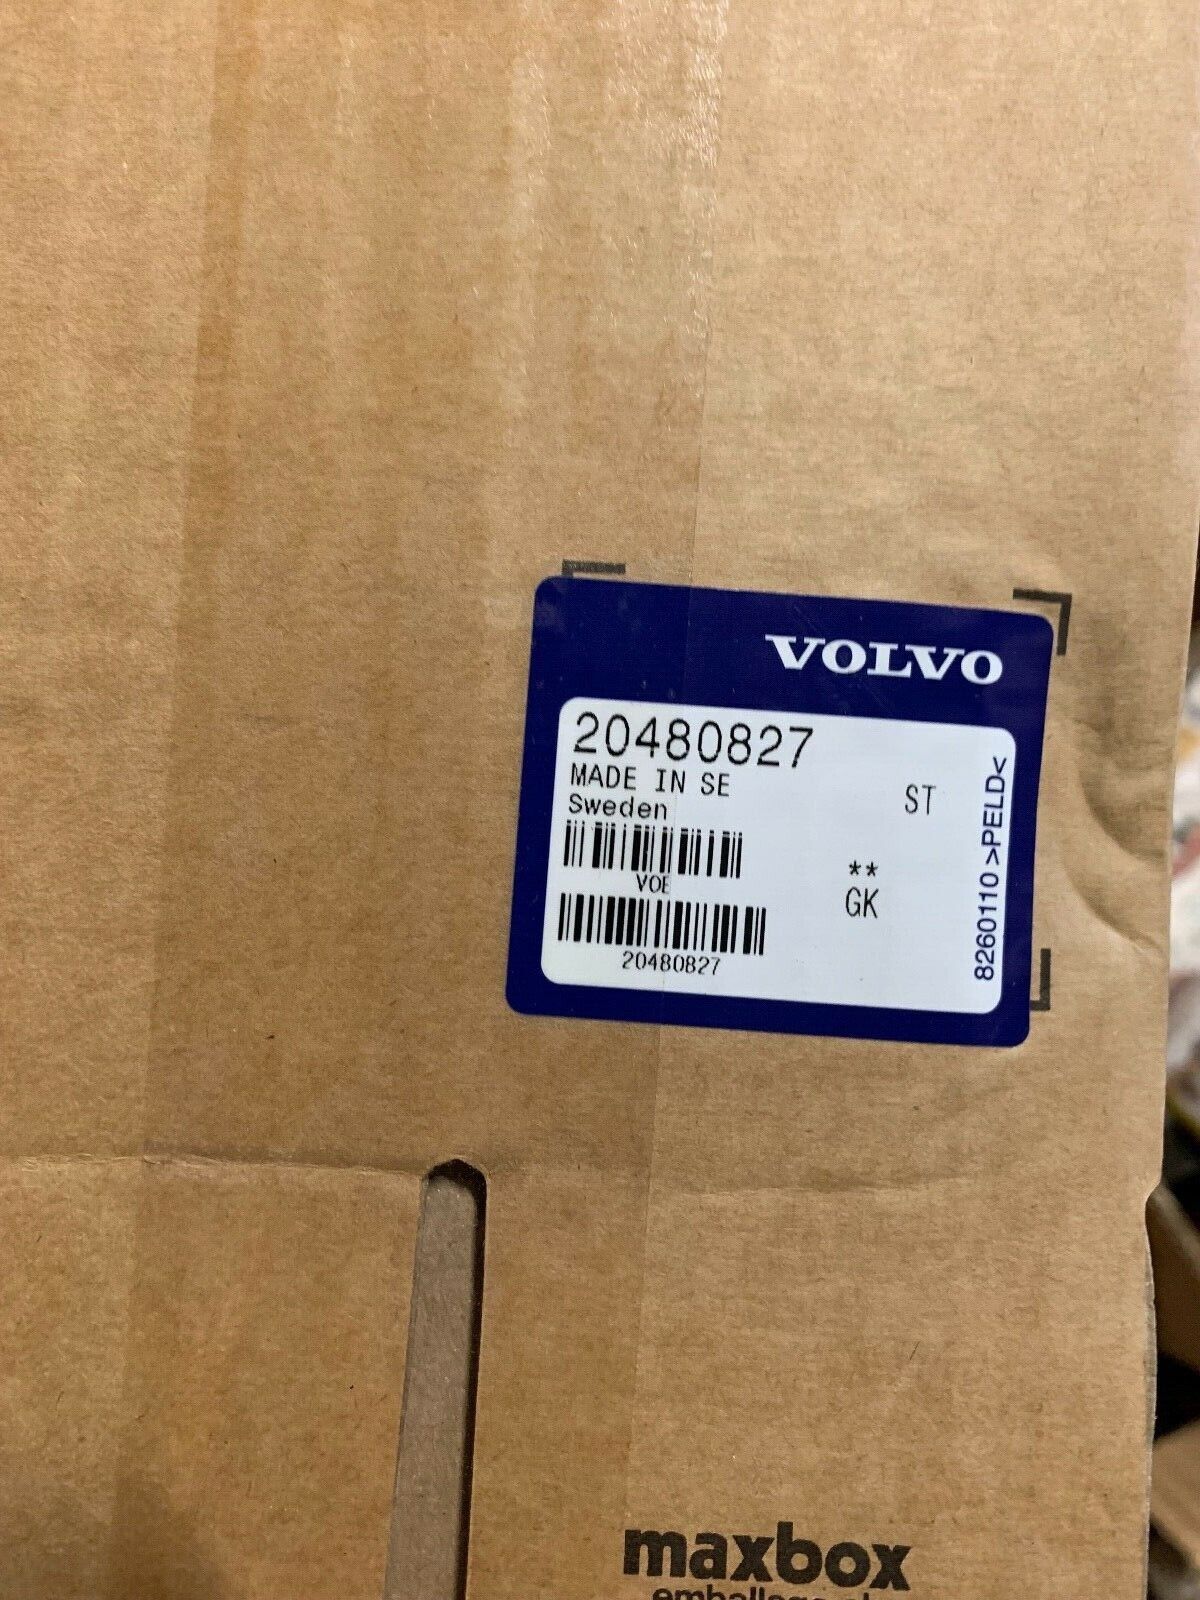 VOLVO
20480827
MADE IN SE
Sweden
ST
VOE
**
GK
20480827
8260110 >PELD<
maxbox